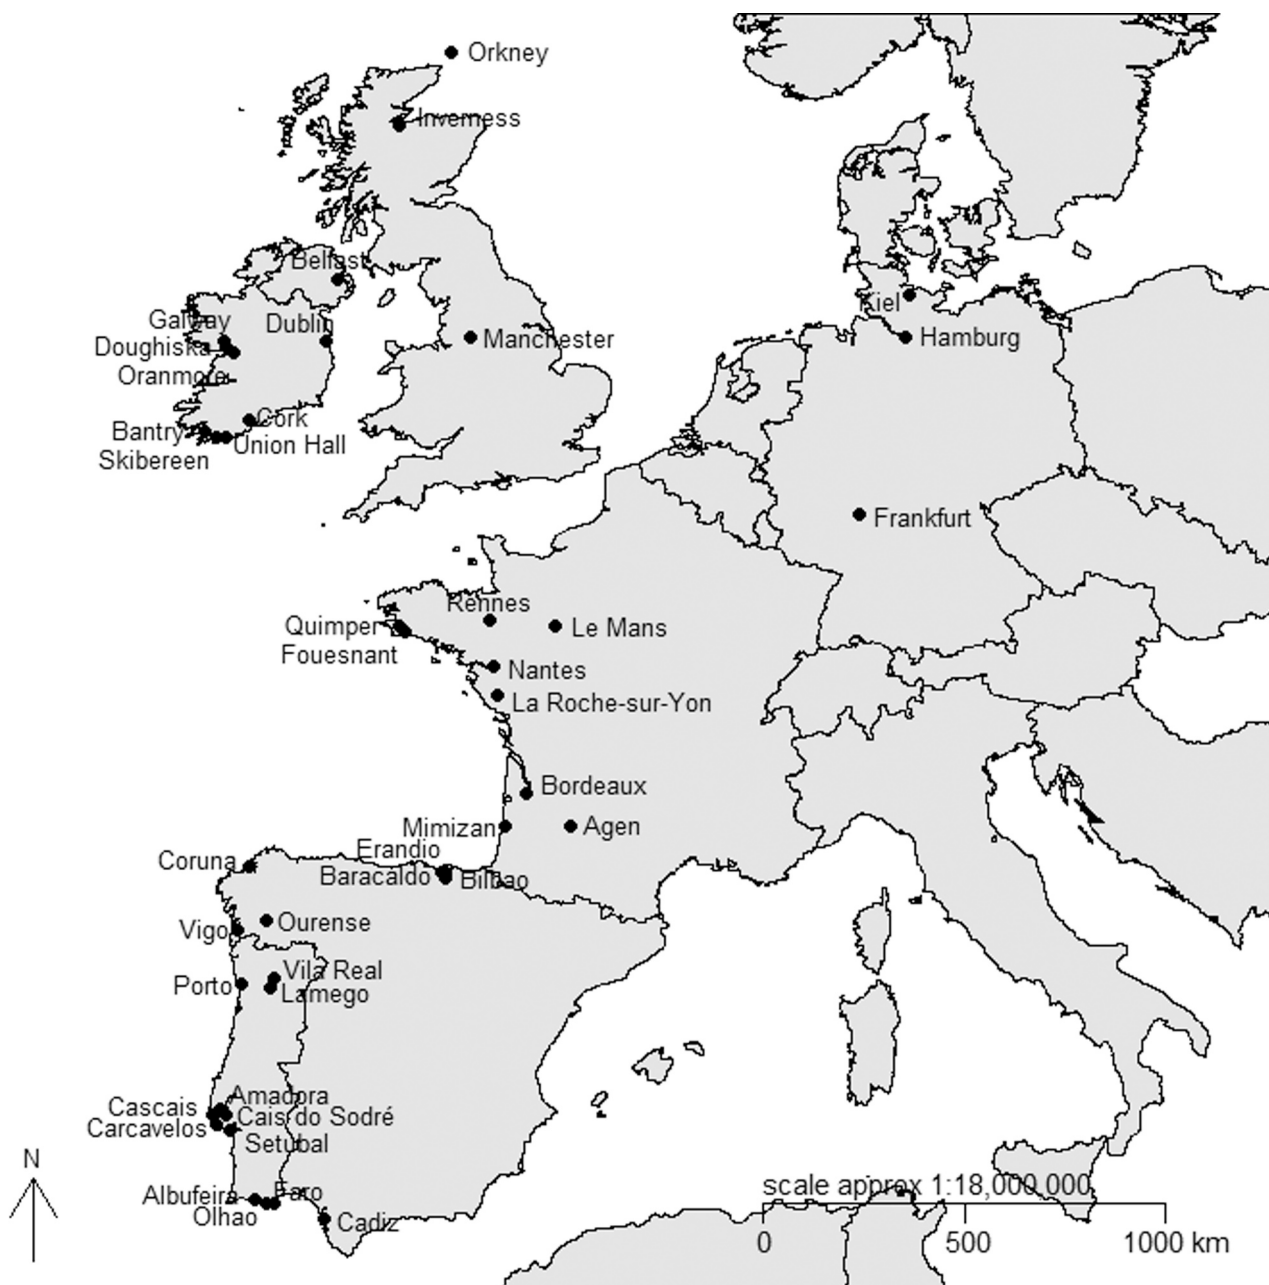 Orkney
Inverness
Belfast
Kiel
Galway
Dublin
Manchester
Hamburg
Doughiska
Oranmore
Cork
Bantry
Union Hall
Skibereen
Frankfurt
Rennes
Quimper
Le Mans
Fouesnant
Nantes
La Roche-sur-Yon
Bordeaux
Mimizan
Agen
Erandio
Coruna
Baracaldo
Bilbao
Ourense
Vigo
Vila Real
Porto
Lamego
Amadora
Cascais
Cais do Sodré
Carcavelos
Setubal
N
scale approx 1:18,000,000
Albufeira
Faro
Olhao
Cadiz
0 500 1000 km